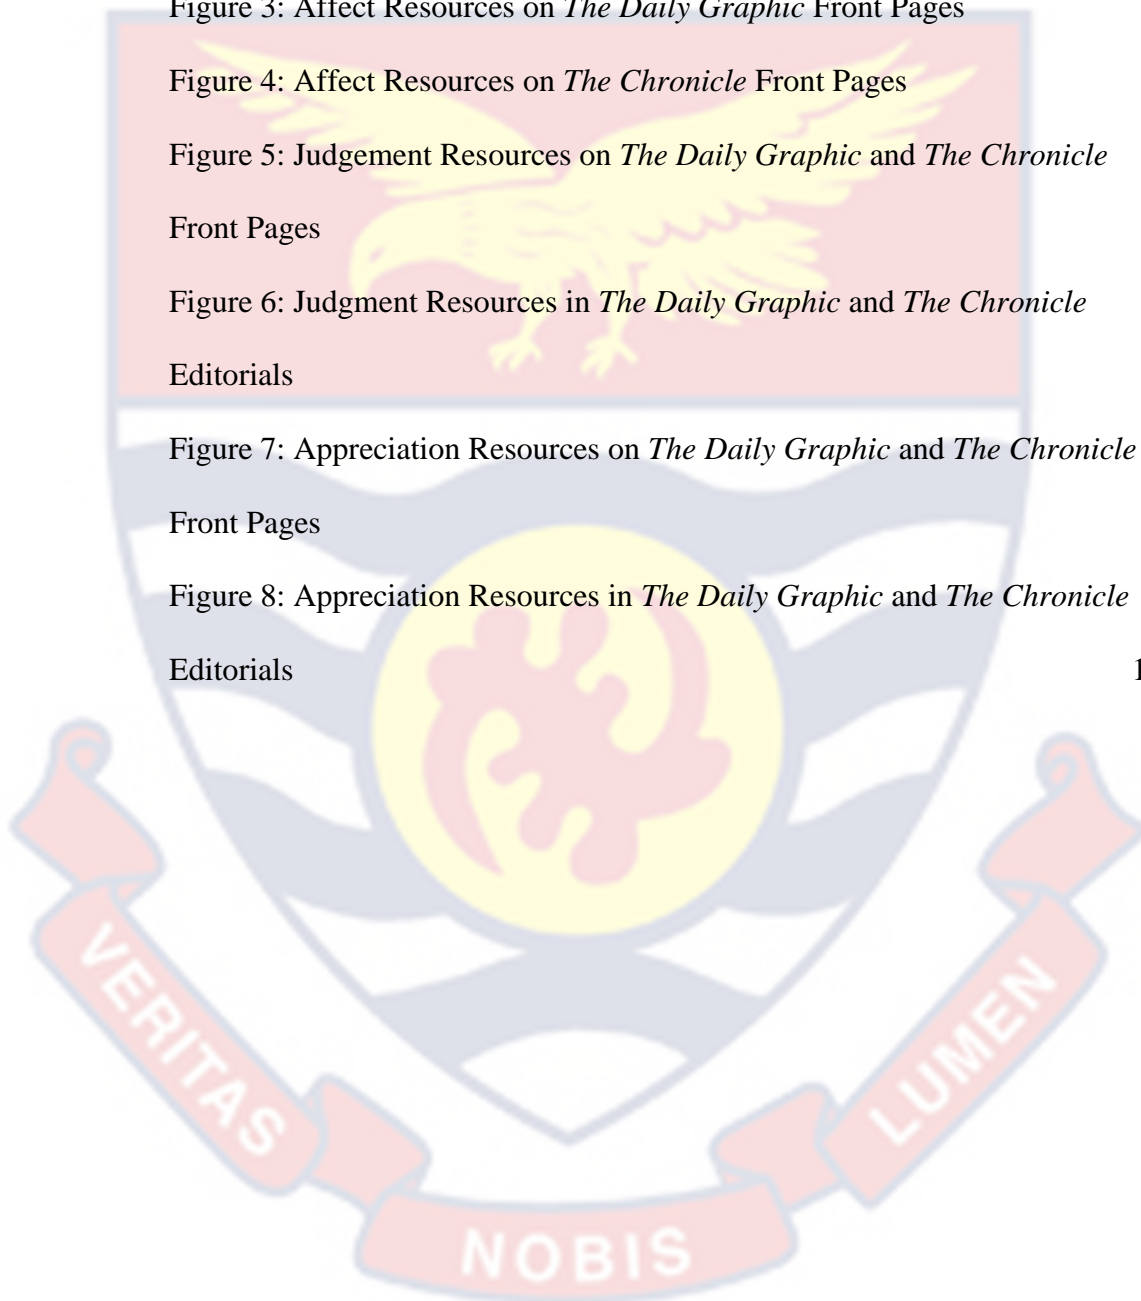 Figure 3: Affect Resources on The Daily Graphic Front Pages
Figure 4: Affect Resources on The Chronicle Front Pages
Figure 5: Judgement Resources on The Daily Graphic and The Chronicle
Front Pages
Figure 6: Judgment Resources in The Daily Graphic and The Chronicle
Editorials
Figure 7: Appreciation Resources on The Daily Graphic and The Chronicle
Front Pages
Figure 8: Appreciation Resources in The Daily Graphic and The Chronicle
Editorials 1
VERITAS
NOBIS
LUMEN